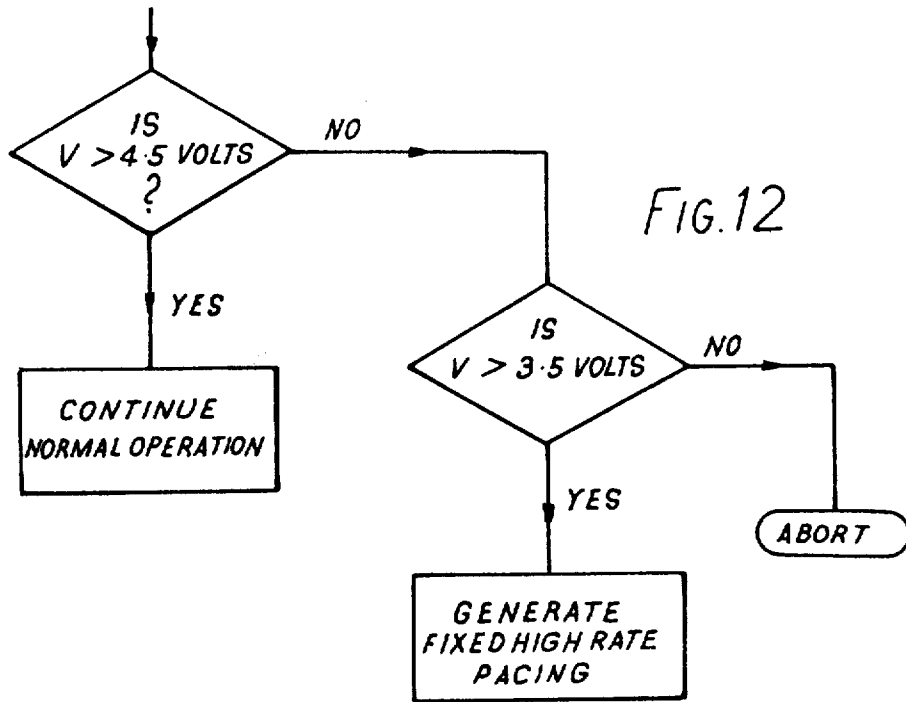 IS
V > 4·5 VOLTS
?
NO
FIG.12
YES
IS
V > 3·5 VOLTS
NO
CONTINUE
NORMAL OPERATION
YES
ABORT
GENERATE
FIXED HIGH RATE
PACING